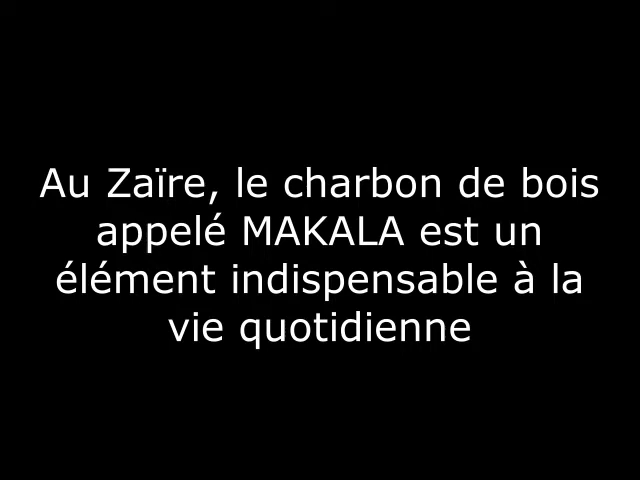 Au Zaïre, le charbon de bois
appelé MAKALA est un
élément indispensable à la
vie quotidienne